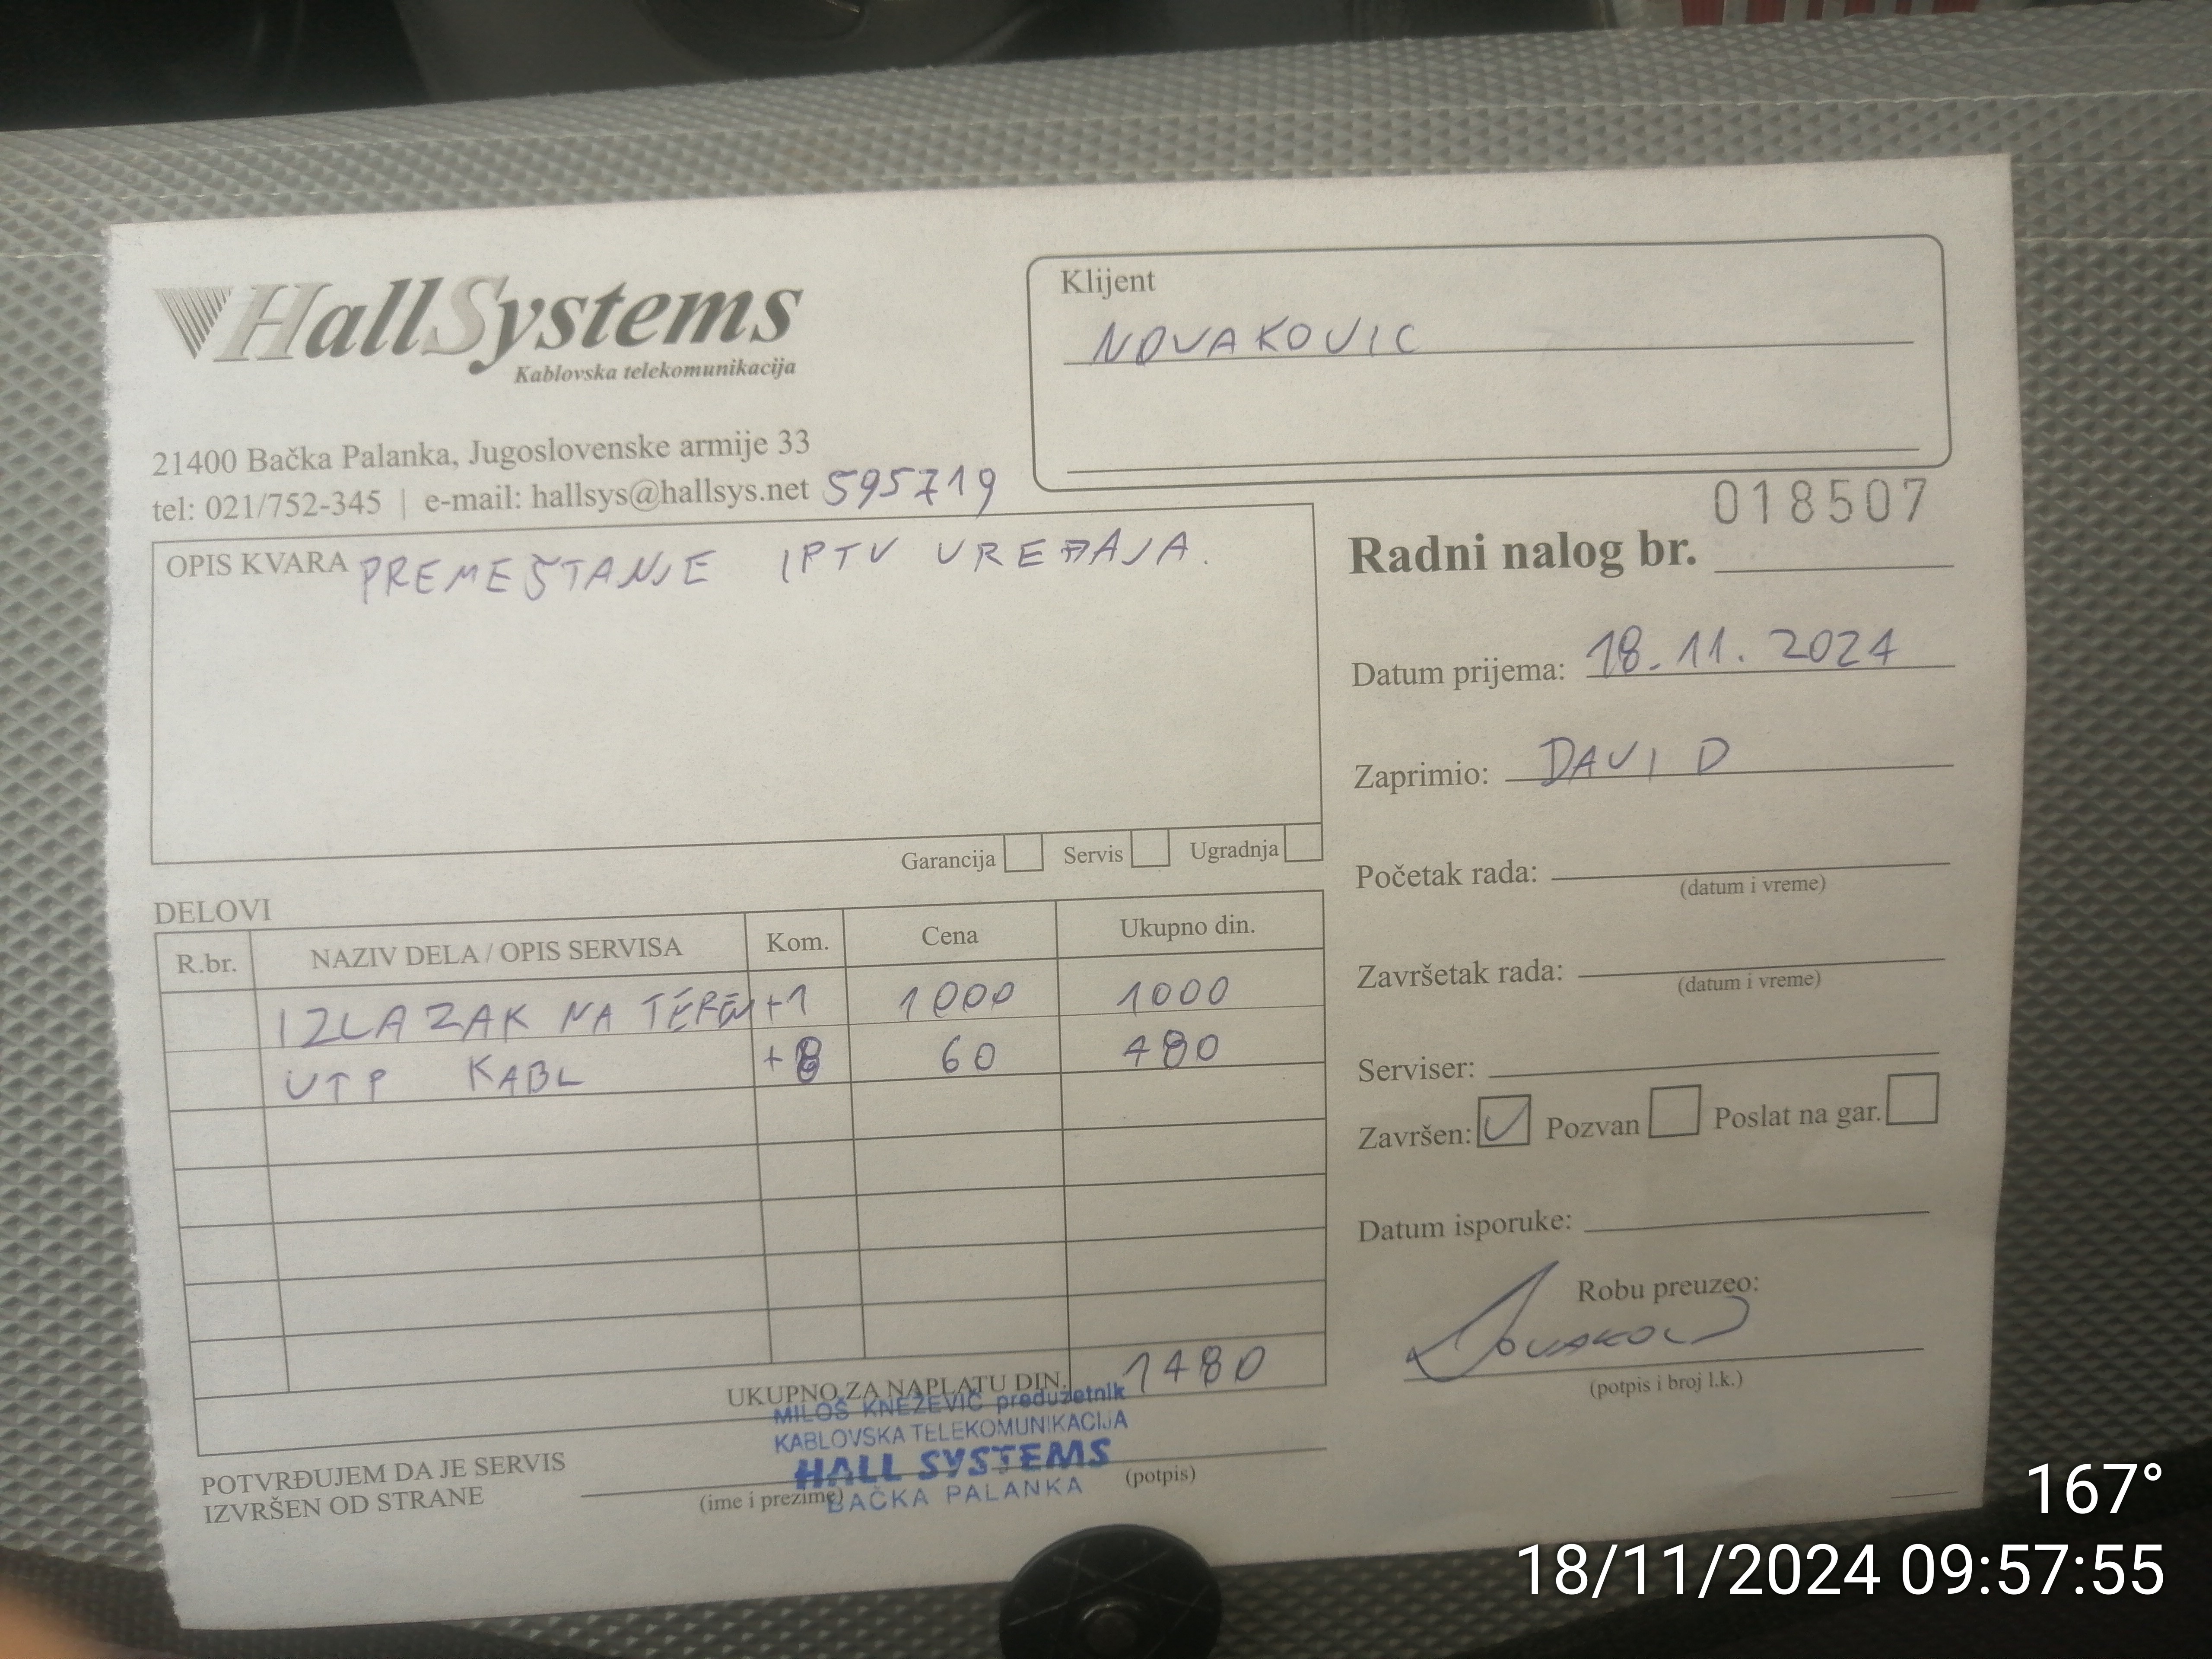 HallSystems
Kablovska telekomunikacija
21400 Bačka Palanka, Jugoslovenske armije 33
tel: 021/752-345 | e-mail: hallsys@hallsys.net 595719
Klijent
NOVAKOVIC
OPIS KVARA PREMEŠTANJE IPTV UREĐAJA.
Garancija Servis Ugradnja
018507
Radni nalog br.
Datum prijema: 18.11.2024
Zaprimio: DAVID
Početak rada:
(datum i vreme)
Završetak rada:
(datum i vreme)
Serviser:
Završen: Pozvan Poslat na gar.
Datum isporuke:
Robu preuzeo:
(potpis i broj l.k.)
DELOVI
R.br. NAZIV DELA / OPIS SERVISA Kom. Cena Ukupno din.
IZLAZAK NA TEREN +1 1000 1000
UTP KABL +8 60 480
UKUPNO ZA NAPLATU DIN. 1480
MILOŠ KNEŽEVIĆ preduzetnik
KABLOVSKA TELEKOMUNIKACIJA
HALL SYSTEMS
BAČKA PALANKA
POTVRĐUJEM DA JE SERVIS
IZVRŠEN OD STRANE
(ime i prezime) (potpis)
167°
18/11/2024 09:57:55